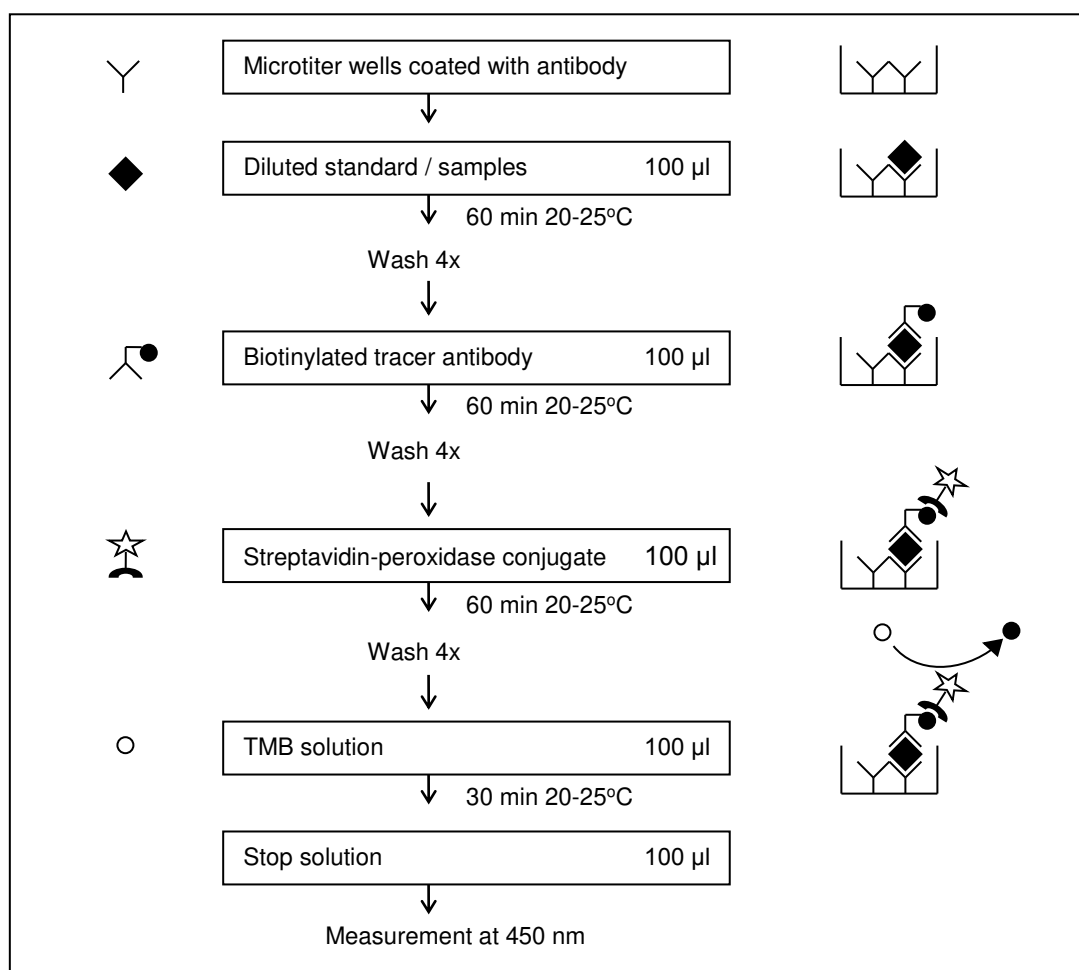 Microtiter wells coated with antibody
Diluted standard / samples 100 µl
60 min 20-25°C
Wash 4x
Biotinylated tracer antibody 100 µl
60 min 20-25°C
Wash 4x
Streptavidin-peroxidase conjugate 100 µl
60 min 20-25°C
Wash 4x
TMB solution 100 µl
30 min 20-25°C
Stop solution 100 µl
Measurement at 450 nm